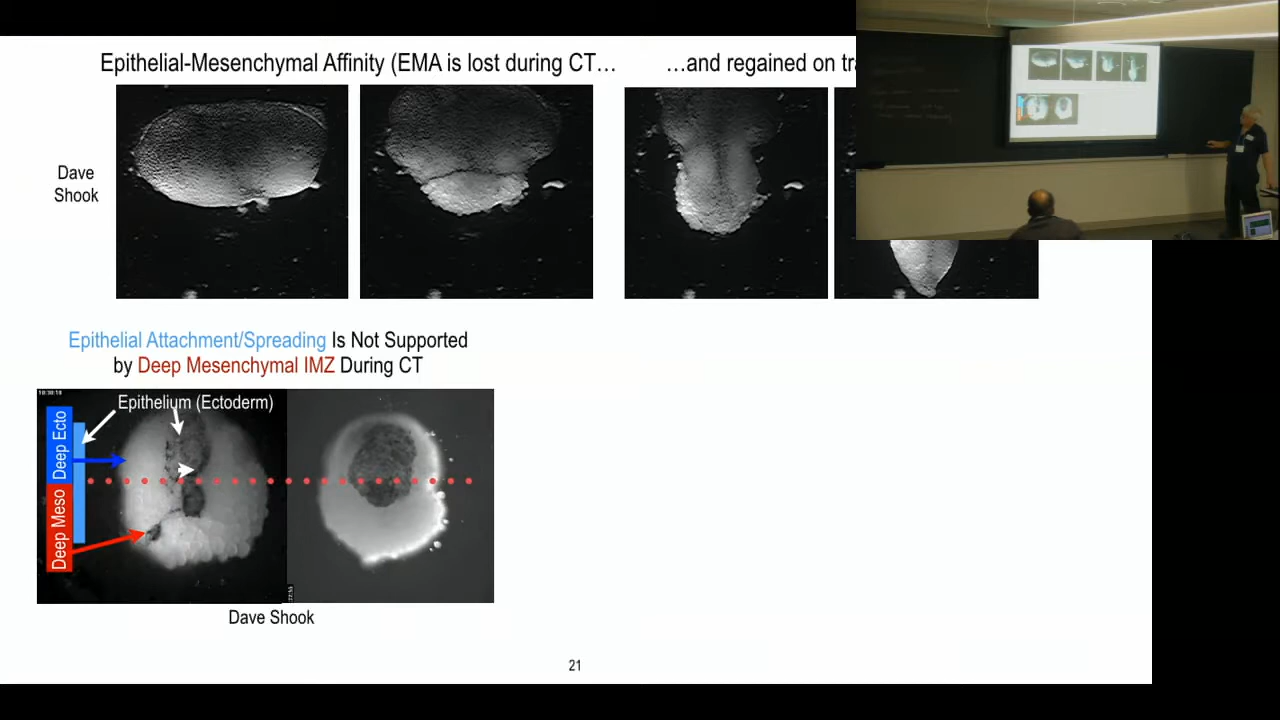 Epithelial-Mesenchymal Affinity (EMA is lost during CT…
…and regained on
Dave
Shook
Epithelial Attachment/Spreading Is Not Supported
by Deep Mesenchymal IMZ During CT
Epithelium (Ectoderm)
Deep Ecto
Deep Meso
Dave Shook
21